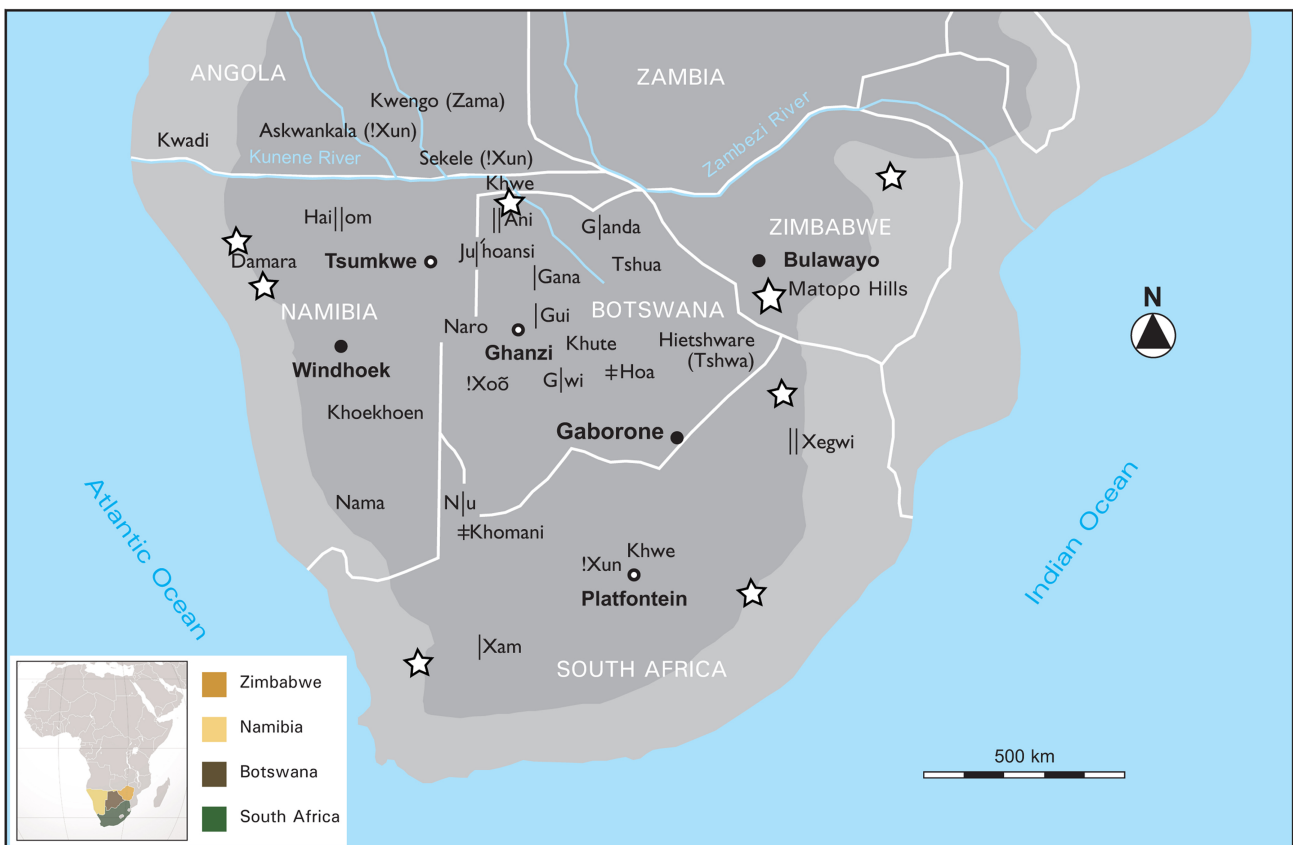 ANGOLA
ZAMBIA
Kwengo (Zama)
Askwankala (!Xun)
Kwadi
Kunene River
Sekele (!Xun)
Zambezi River
Khwe
Hai||om
||Ani
G|anda
ZIMBABWE
Damara
Tsumkwe
Ju|'hoansi
Tshua
Bulawayo
|Gana
Matopo Hills
NAMIBIA
BOTSWANA
|Gui
Naro
Ghanzi
Khute
Hietshware
(Tshwa)
Windhoek
!Xoõ
G|wi
ǂHoa
Khoekhoen
Gaborone
||Xegwi
Nama
N|u
ǂKhomani
Atlantic Ocean
Indian Ocean
N
!Xun
Khwe
Platfontein
|Xam
SOUTH AFRICA
500 km
Zimbabwe
Namibia
Botswana
South Africa